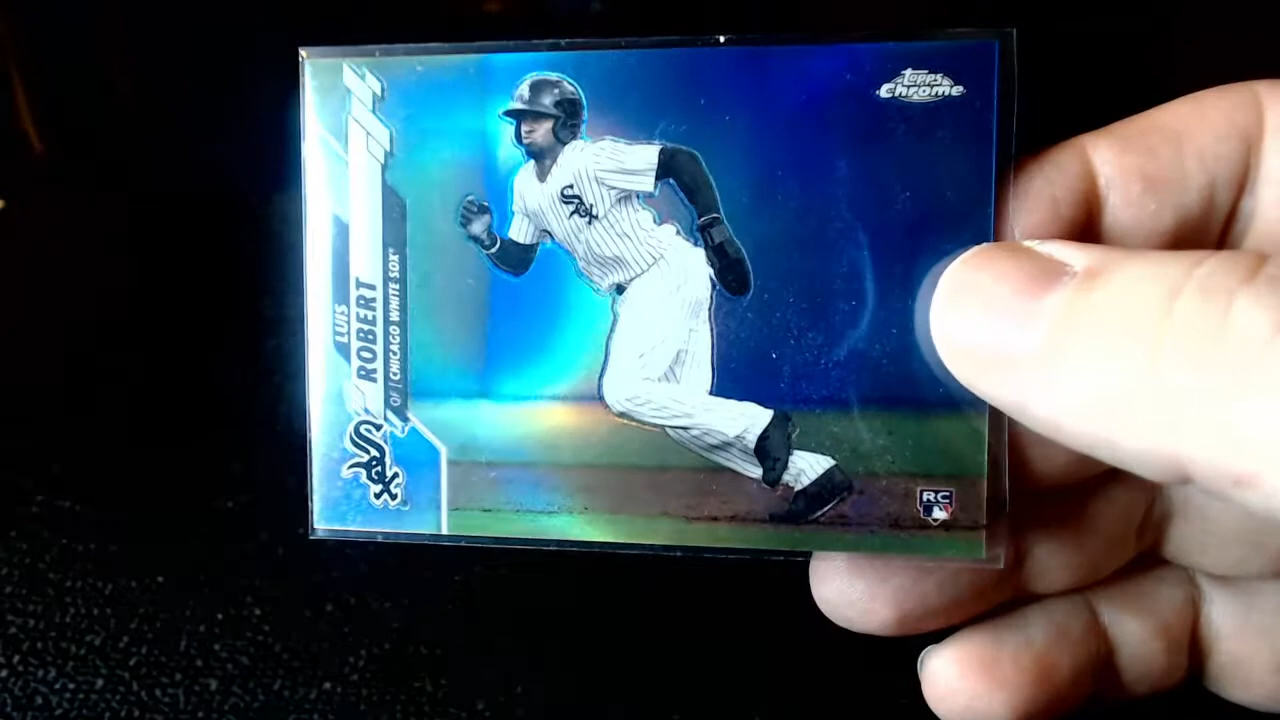 Topps
Chrome
LUIS
ROBERT
OF | CHICAGO WHITE SOX®
Sox
Sox
RC